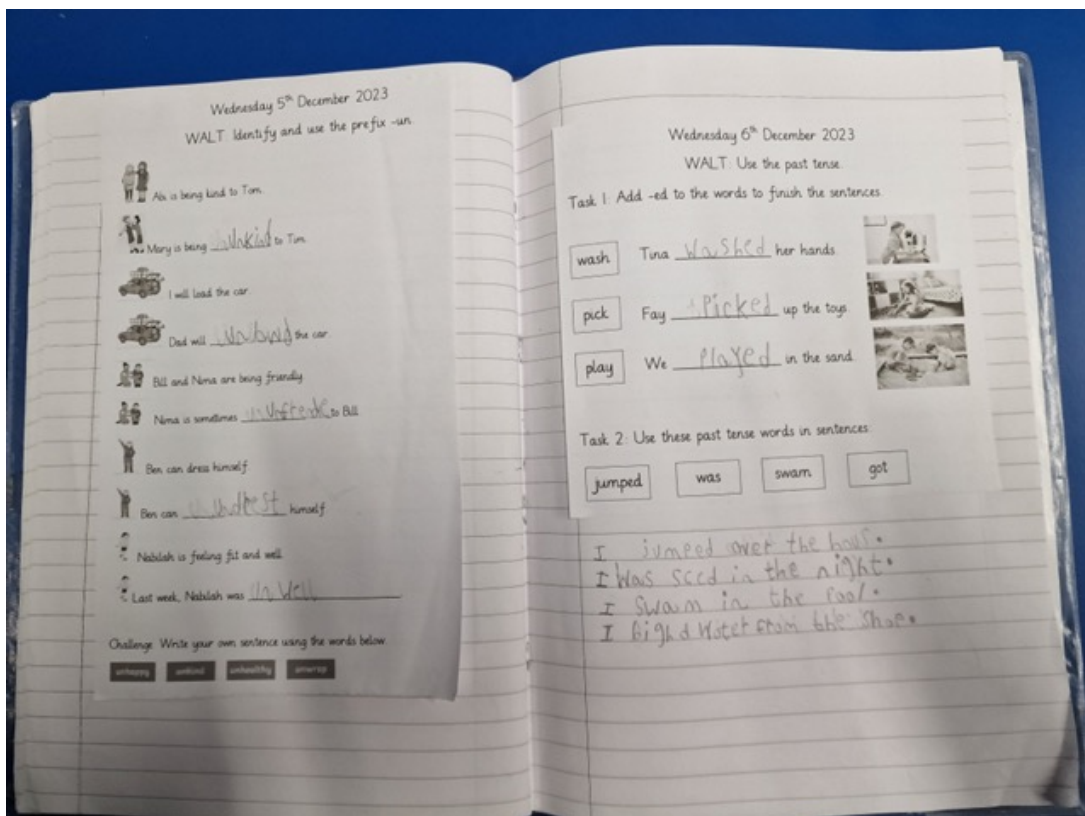 Wednesday 5th December 2023
WALT: Identify and use the prefix -un.
Alx is being kind to Tom.
Mary is being unkind to Tim.
I will load the car.
Dad will the car.
Bill and Nima are being friendly
Nima is sometimes to Bill
Ben can dress himself
Ben can himself
Nabilah is feeling fit and well
Last week, Nabilah was un well
Challenge: Write your own sentence using the words below
unhappy unkind unhealthy unwrap
Wednesday 6th December 2023
WALT: Use the past tense.
Task 1: Add -ed to the words to finish the sentences.
wash Tina washed her hands.
pick Fay Picked up the toys.
play We Played in the sand.
Task 2: Use these past tense words in sentences:
jumped was swam got
I jumeed over the hous.
I was sced in the night.
I swam in the Pool.
I water from the shop.